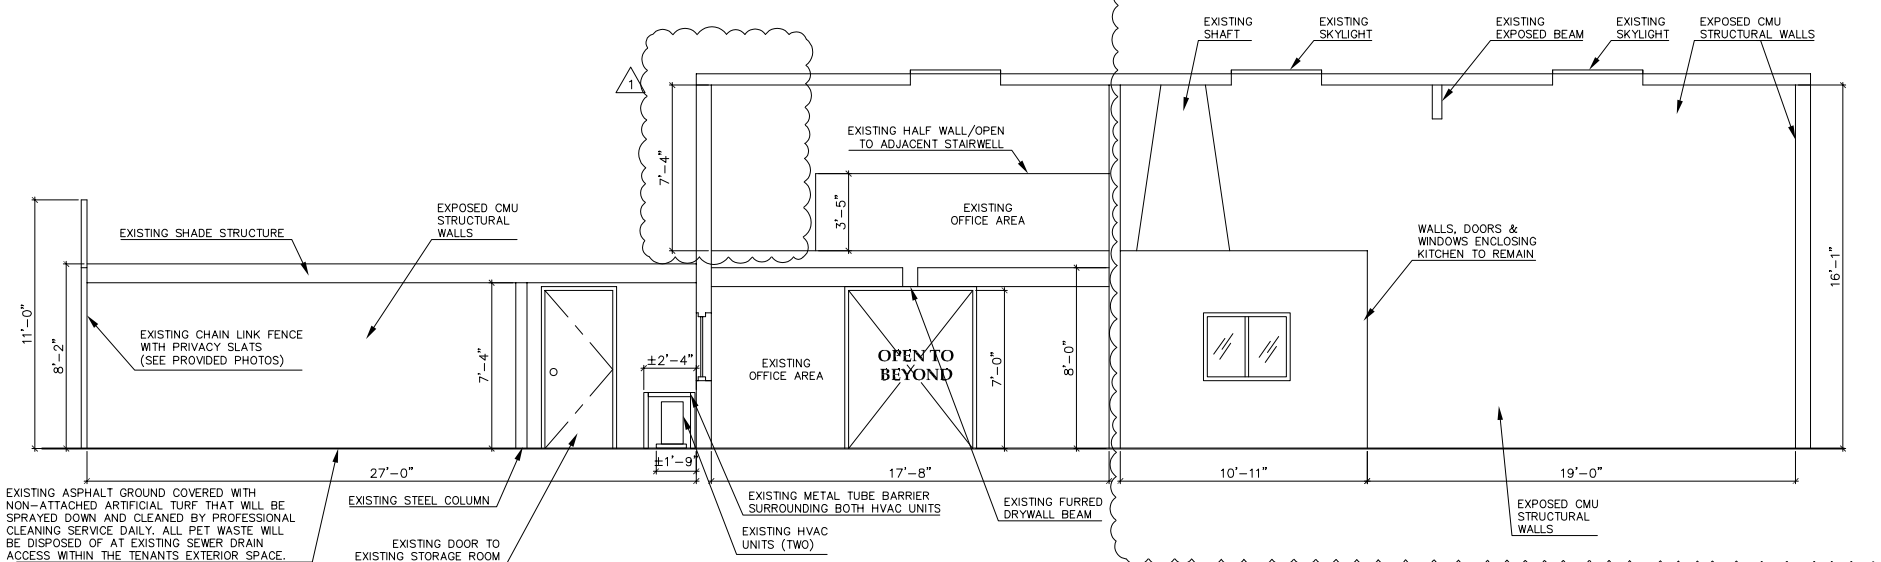 EXISTING
SHAFT
EXISTING
SKYLIGHT
EXISTING
EXPOSED BEAM
EXISTING
SKYLIGHT
EXPOSED CMU
STRUCTURAL WALLS
1
EXISTING HALF WALL/OPEN
TO ADJACENT STAIRWELL
7'-4"
3'-5"
EXISTING
OFFICE AREA
EXPOSED CMU
STRUCTURAL
WALLS
EXISTING SHADE STRUCTURE
WALLS, DOORS &
WINDOWS ENCLOSING
KITCHEN TO REMAIN
16'-1"
11'-0"
8'-2"
EXISTING CHAIN LINK FENCE
WITH PRIVACY SLATS
(SEE PROVIDED PHOTOS)
7'-4"
±2'-4"
EXISTING
OFFICE AREA
OPEN TO
BEYOND
7'-0"
8'-0"
±1'-9"
27'-0"
17'-8"
10'-11"
19'-0"
EXISTING ASPHALT GROUND COVERED WITH
NON-ATTACHED ARTIFICIAL TURF THAT WILL BE
SPRAYED DOWN AND CLEANED BY PROFESSIONAL
CLEANING SERVICE DAILY. ALL PET WASTE WILL
BE DISPOSED OF AT EXISTING SEWER DRAIN
ACCESS WITHIN THE TENANTS EXTERIOR SPACE.
EXISTING STEEL COLUMN
EXISTING DOOR TO
EXISTING STORAGE ROOM
EXISTING METAL TUBE BARRIER
SURROUNDING BOTH HVAC UNITS
EXISTING HVAC
UNITS (TWO)
EXISTING FURRED
DRYWALL BEAM
EXPOSED CMU
STRUCTURAL
WALLS